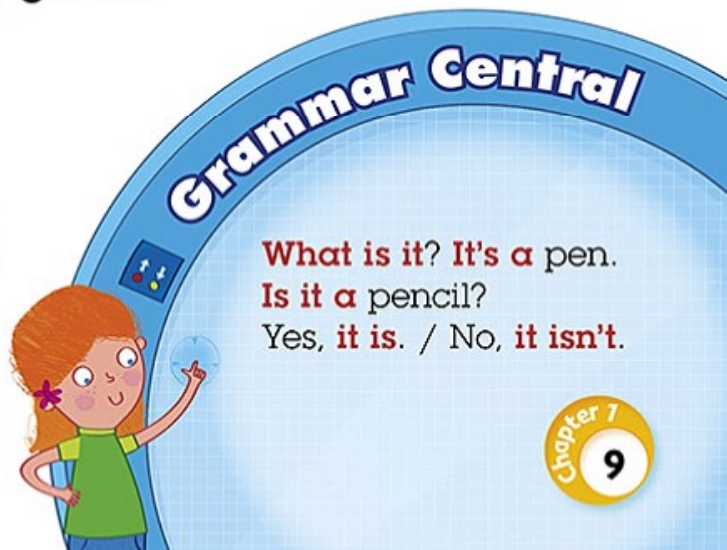 Grammar Central
What is it? It's a pen.
Is it a pencil?
Yes, it is. / No, it isn't.
Chapter 1
9